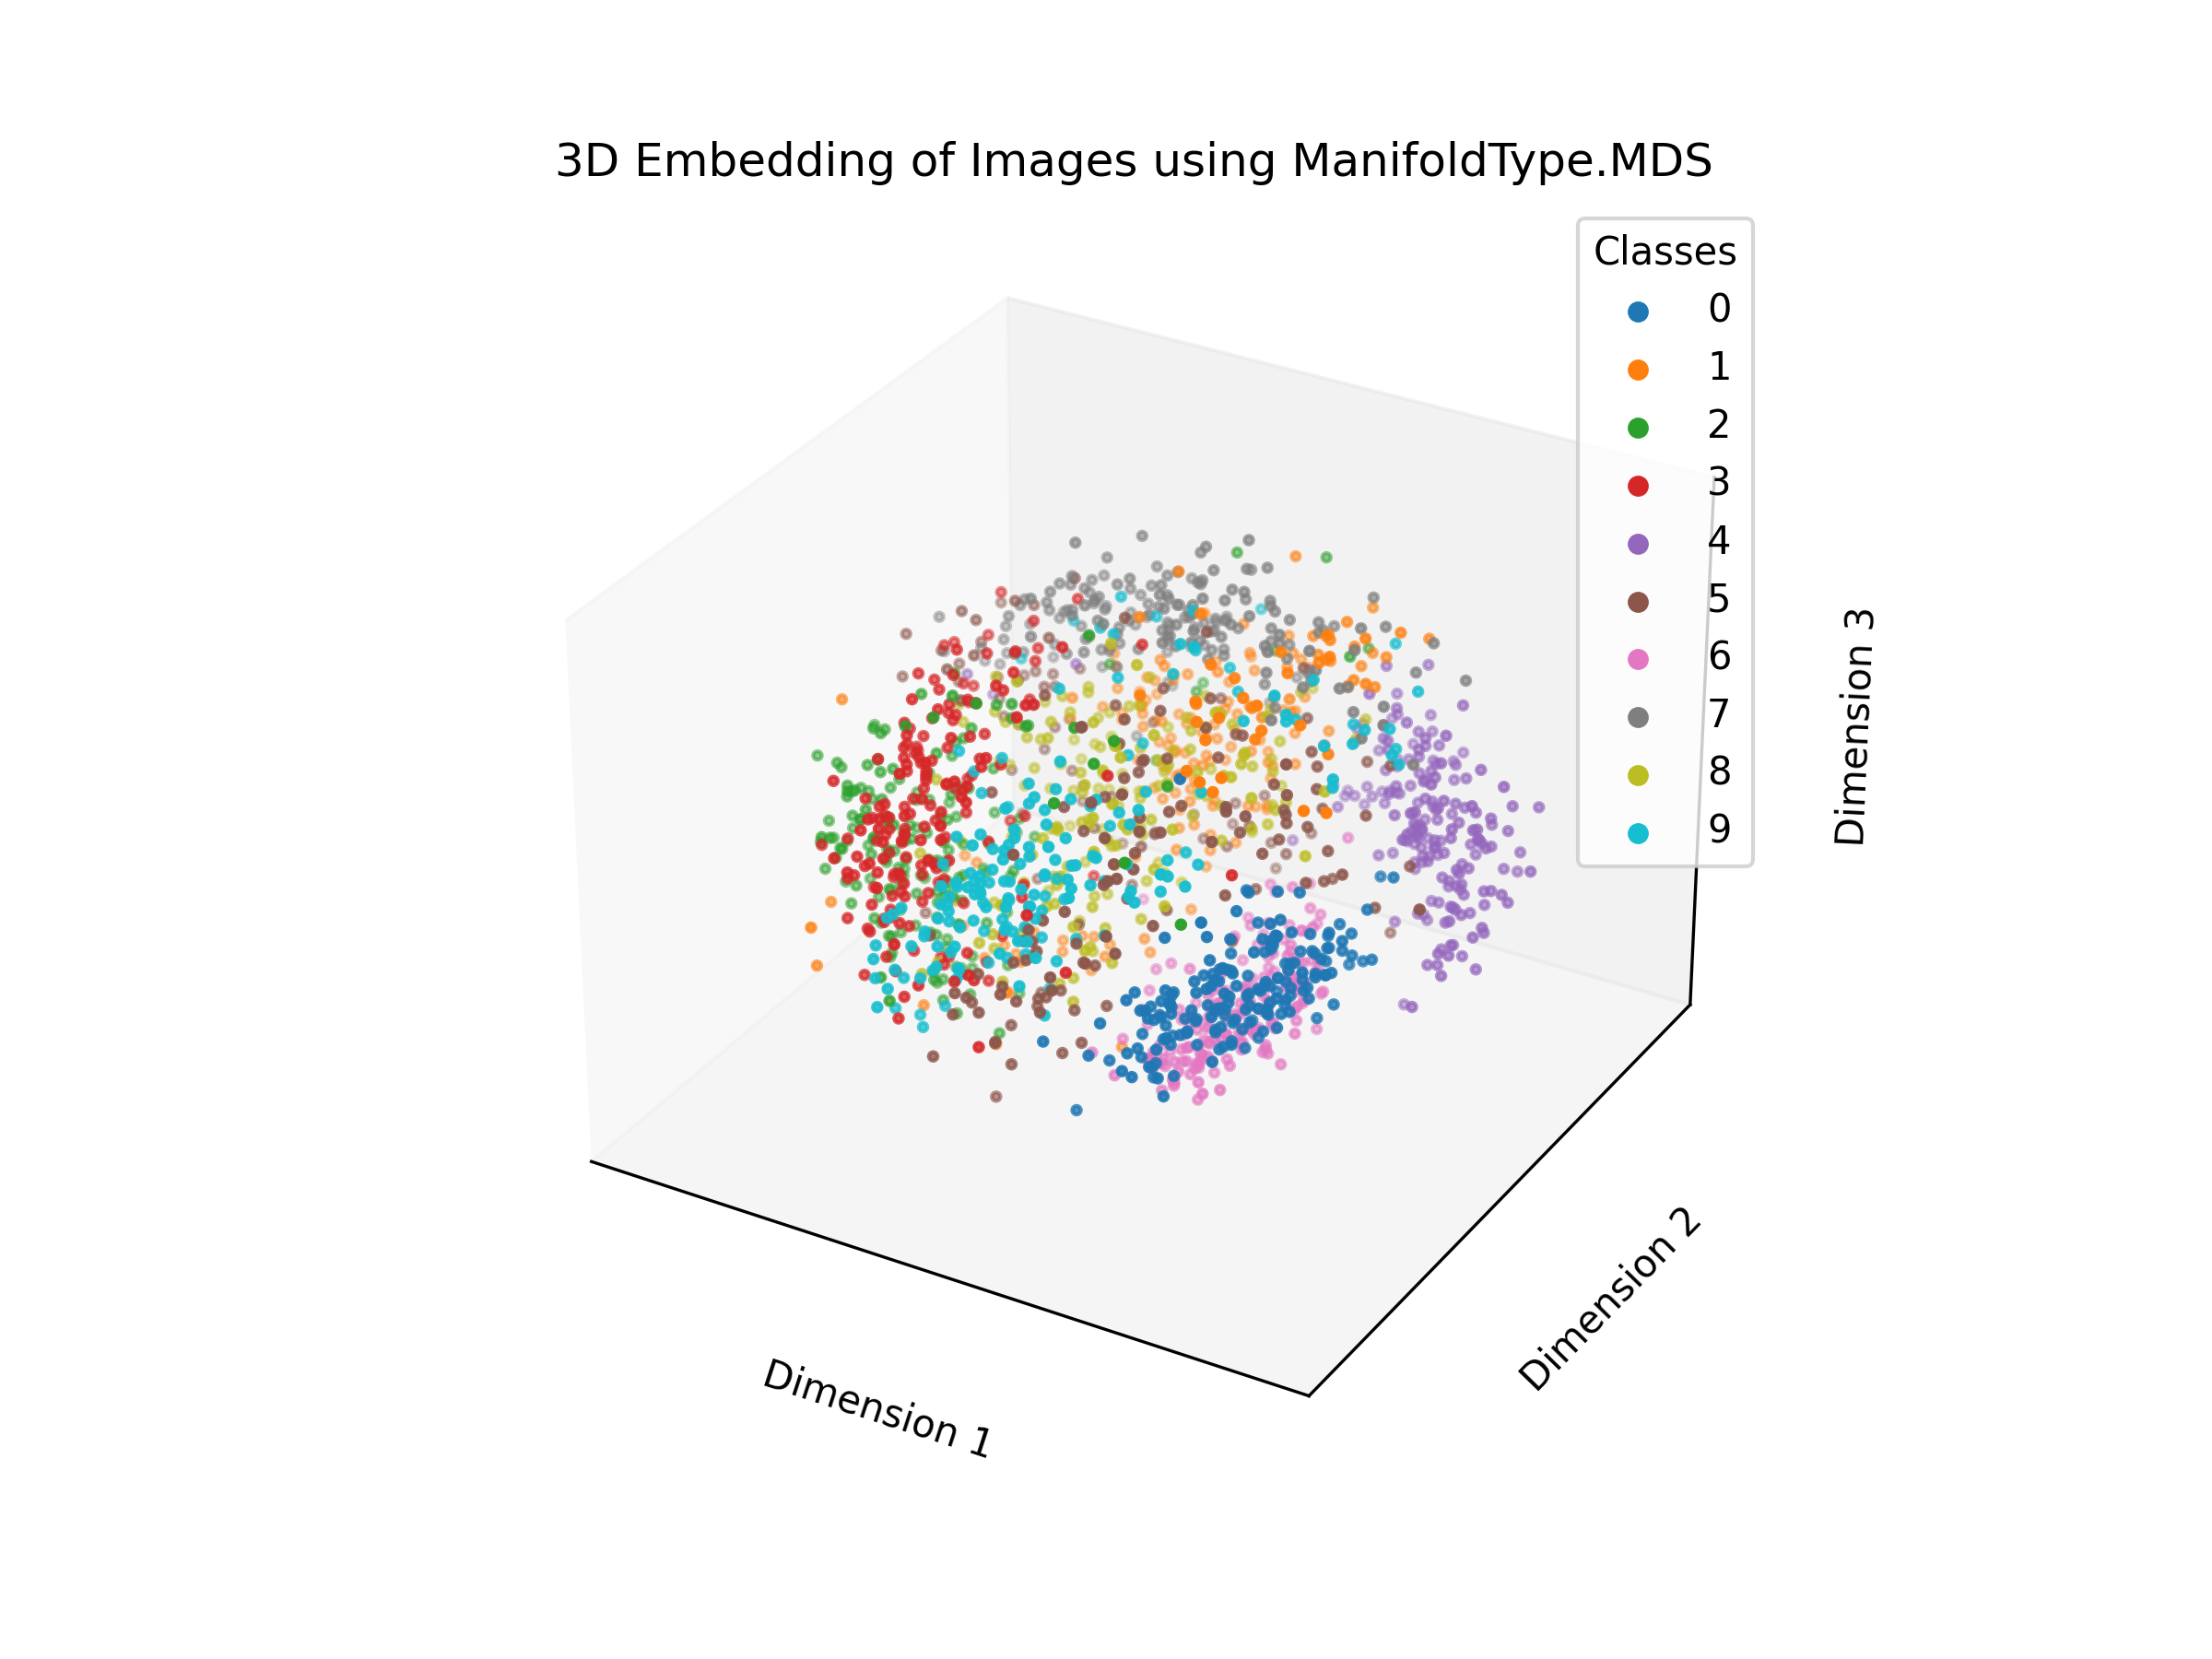 3D Embedding of Images using ManifoldType.MDS
Classes
0
1
2
3
4
5
6
7
8
9
Dimension 3
Dimension 2
Dimension 1